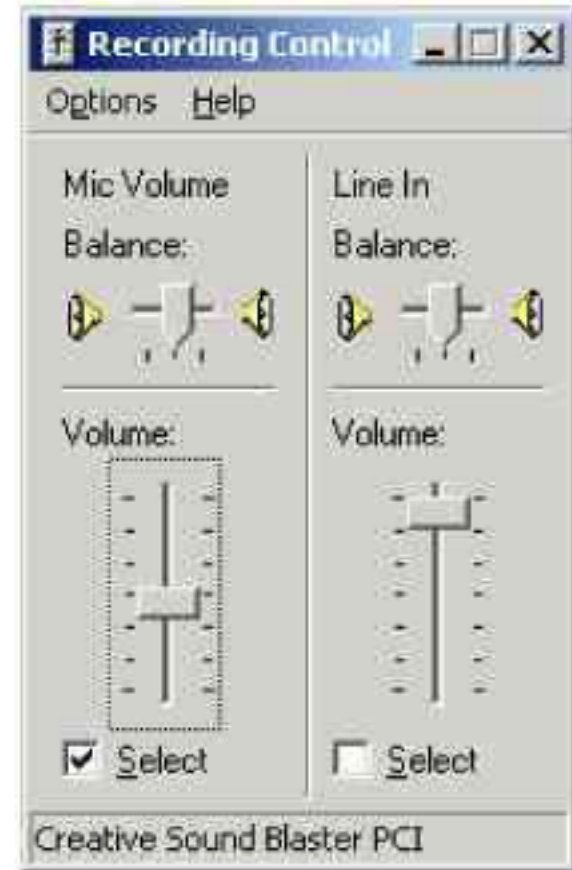 Recording Control
Options Help
Mic Volume
Balance:
Volume:
Select
Line In
Balance:
Volume:
Select
Creative Sound Blaster PCI